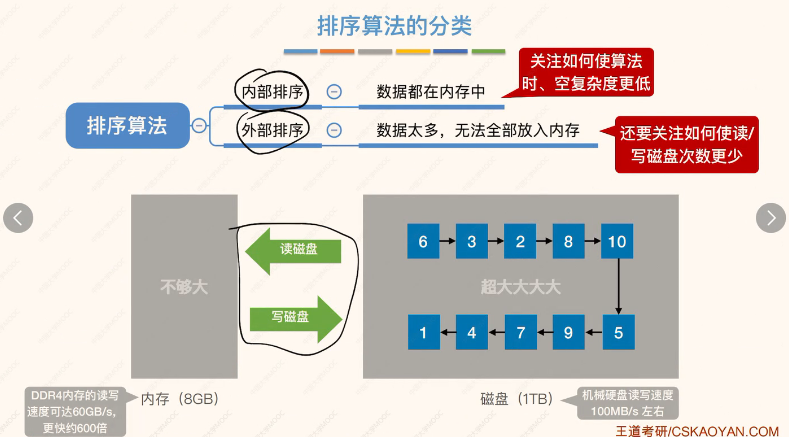 排序算法的分类
关注如何使算法
时、空复杂度更低
内部排序
数据都在内存中
排序算法
外部排序
数据太多，无法全部放入内存
还要关注如何使读/
写磁盘次数更少
不够大
读磁盘
写磁盘
6
3
2
8
10
超大大大大
1
4
7
9
5
DDR4内存的读写
速度可达60GB/s，
更快约600倍
内存（8GB）
磁盘（1TB）
机械硬盘读写速度
100MB/s 左右
王道考研/CSKAOYAN.COM